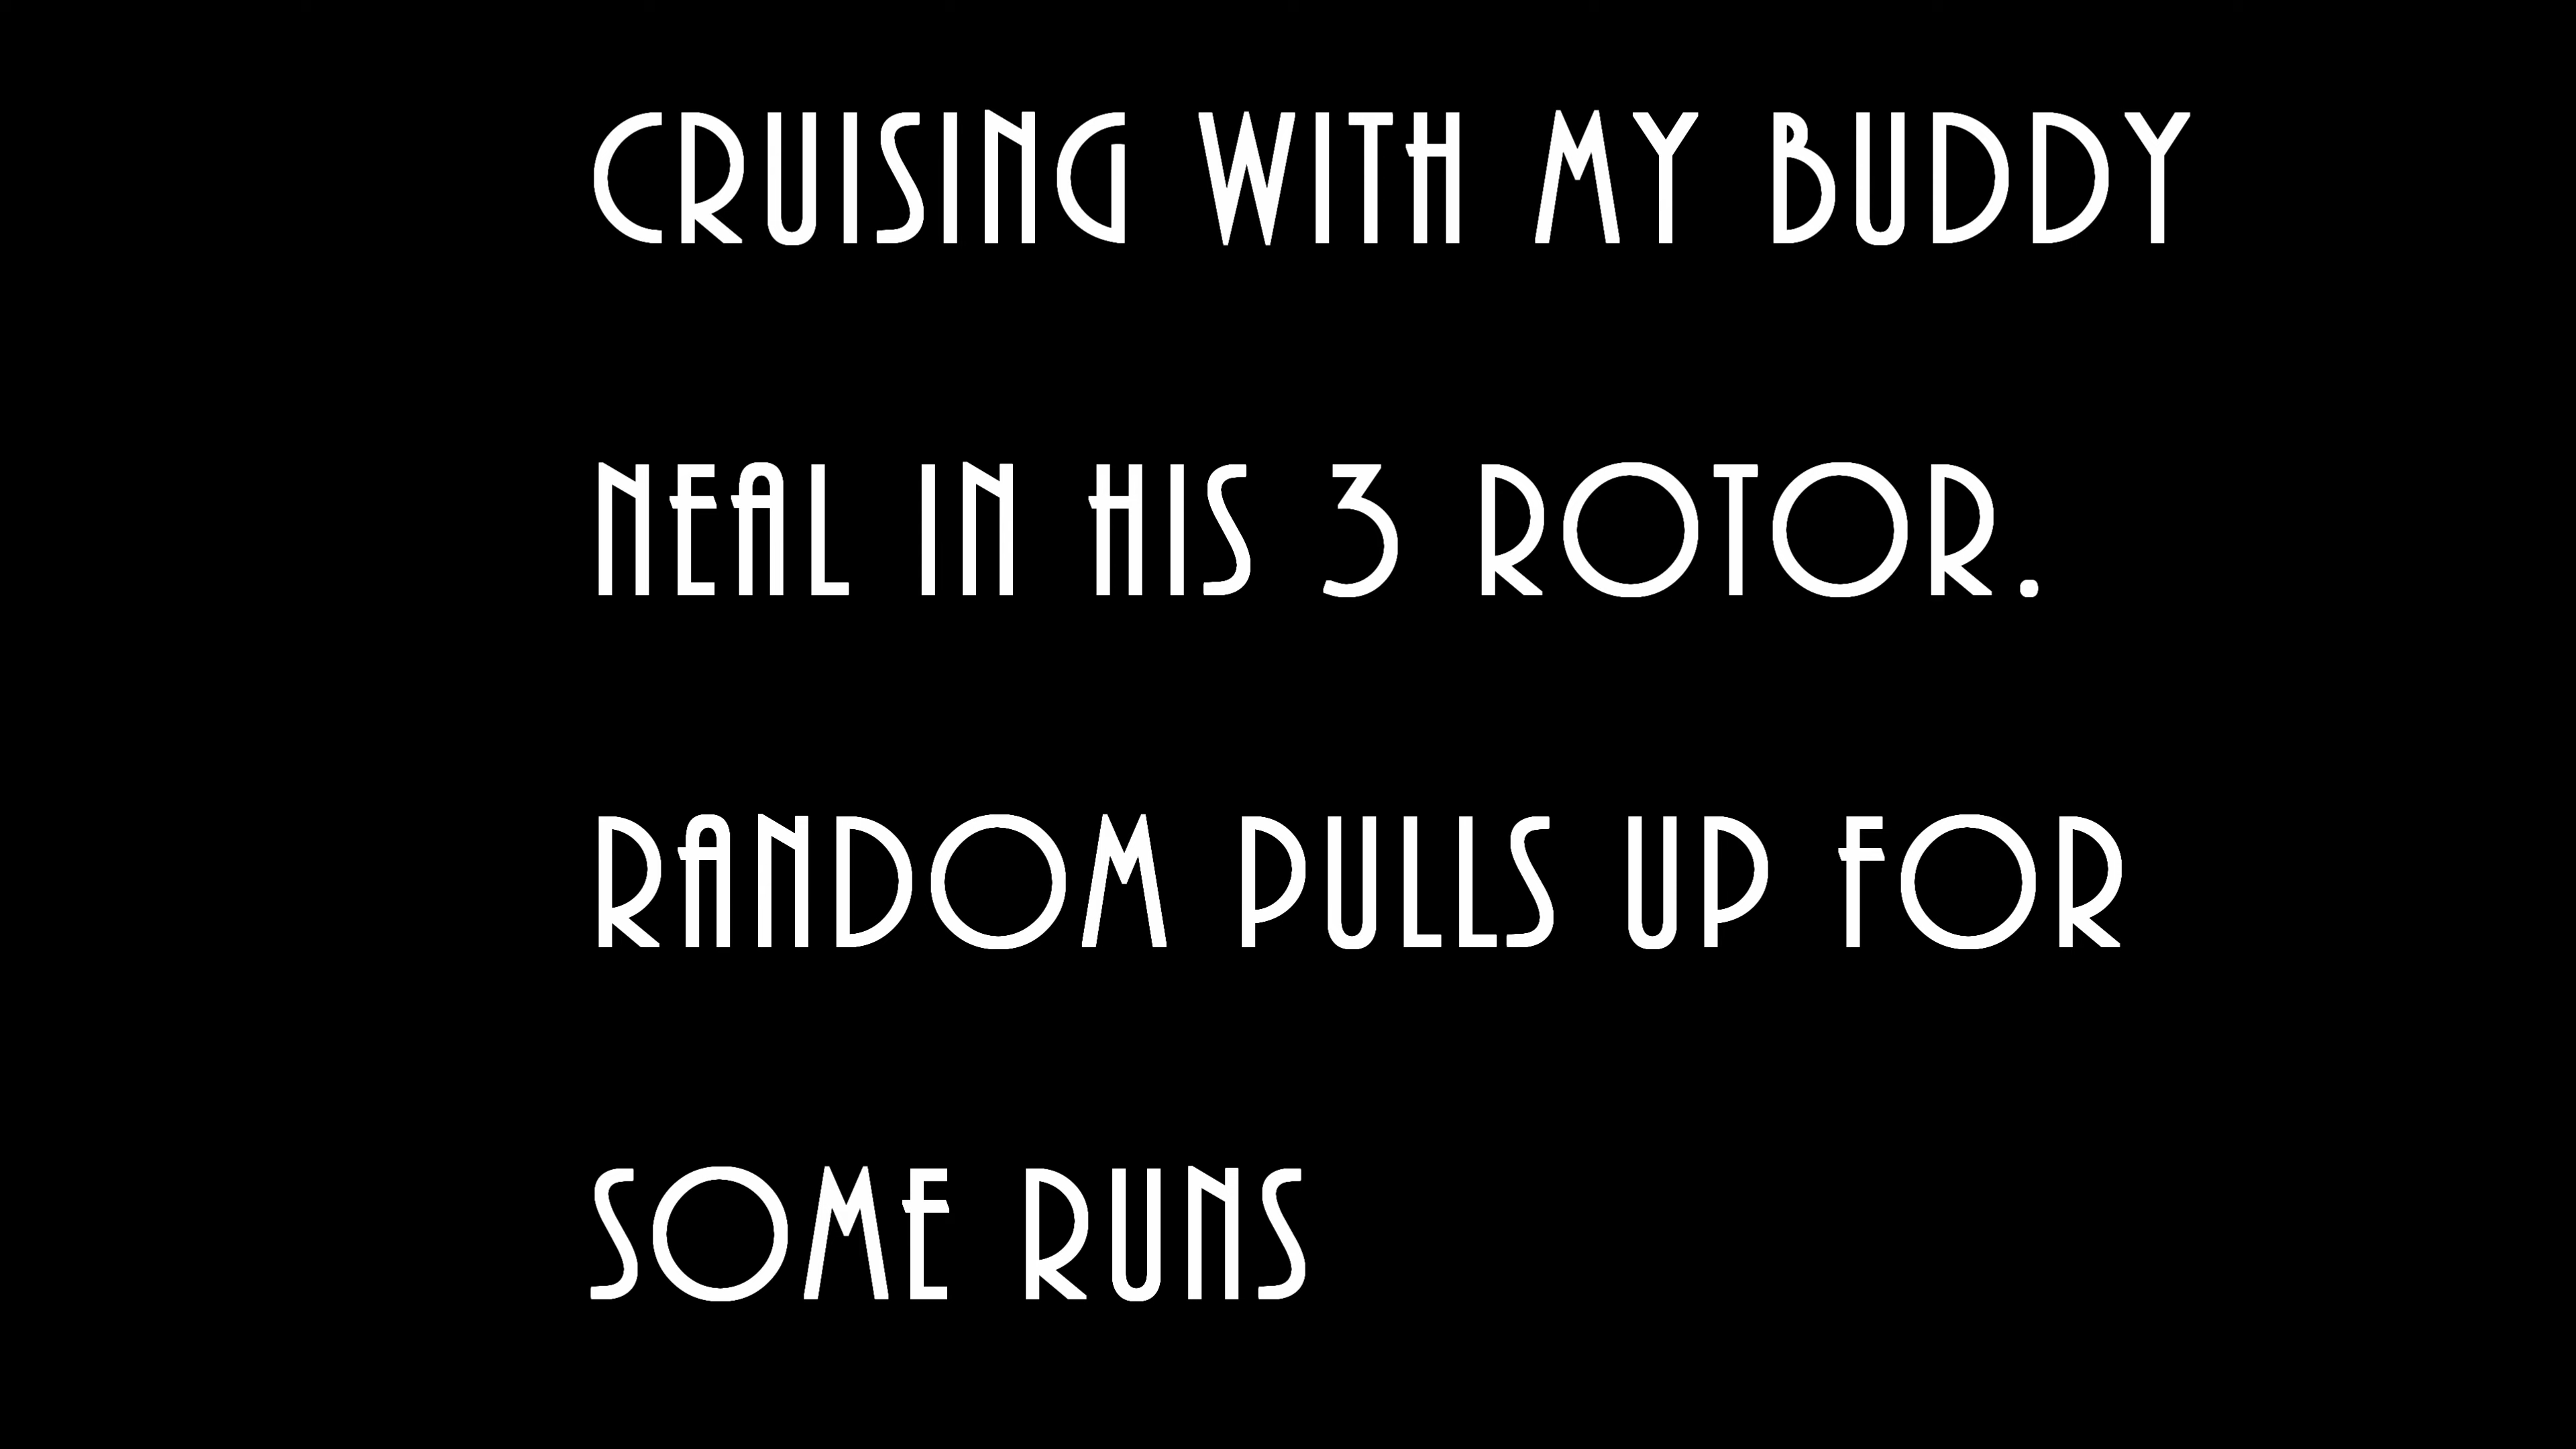 CRUISING WITH MY BUDDY
NEAL IN HIS 3 ROTOR.
RANDOM PULLS UP FOR
SOME RUNS